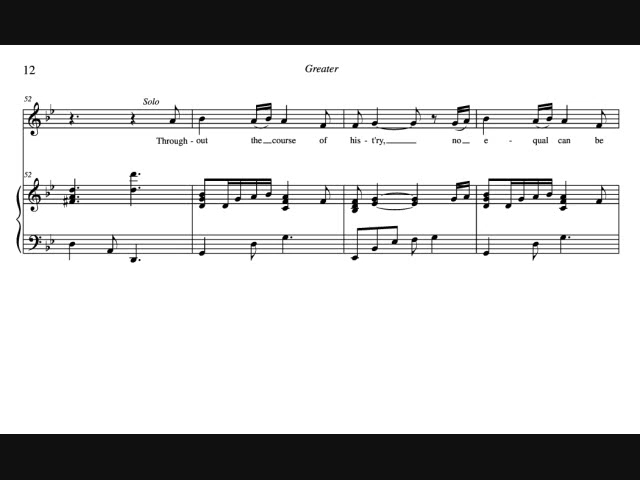 12
Greater
52
Solo
Through - out the course of his - t'ry, no e - qual can be
52